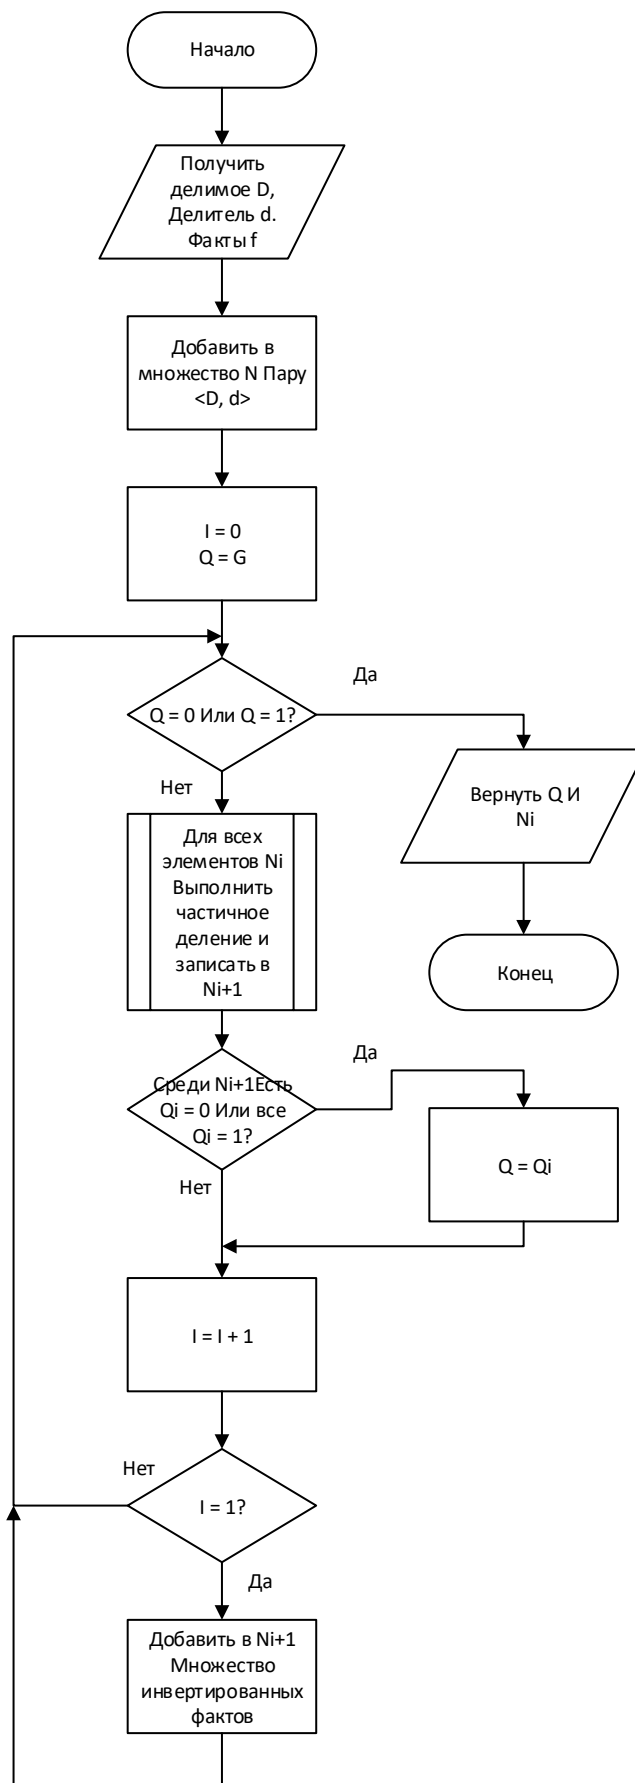 Начало
Получить
делимое D,
Делитель d.
Факты f
Добавить в
множество N Пару
<D, d>
I = 0
Q = G
Q = 0 Или Q = 1?
Да
Вернуть Q И
Ni
Конец
Нет
Для всех
элементов Ni
Выполнить
частичное
деление и
записать в
Ni+1
Среди Ni+1Есть
Qi = 0 Или все
Qi = 1?
Да
Q = Qi
Нет
I = I + 1
I = 1?
Нет
Да
Добавить в Ni+1
Множество
инвертированных
фактов